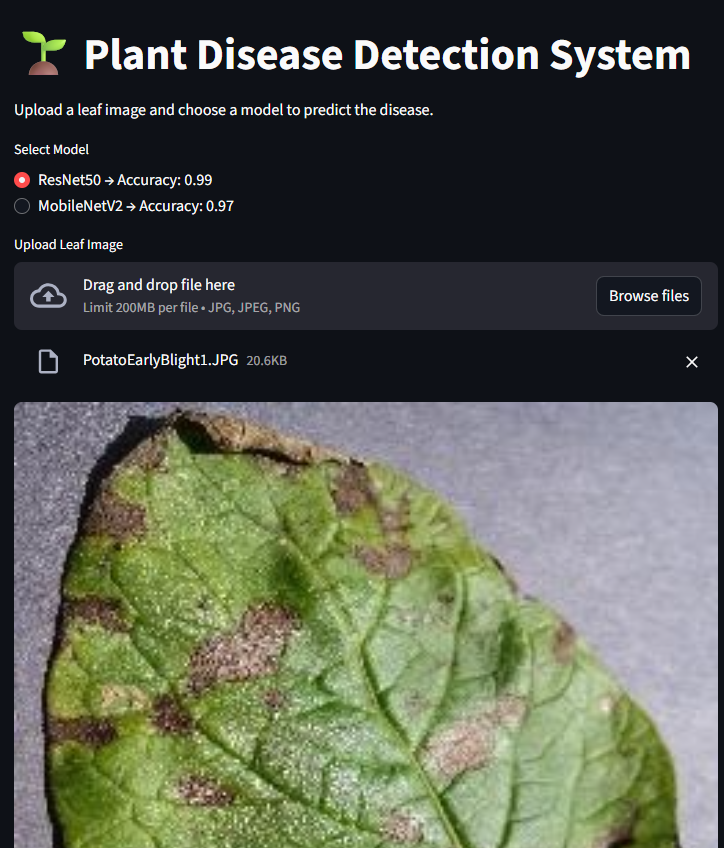 Plant Disease Detection System
Upload a leaf image and choose a model to predict the disease.
Select Model
ResNet50 → Accuracy: 0.99
MobileNetV2 → Accuracy: 0.97
Upload Leaf Image
Drag and drop file here
Limit 200MB per file • JPG, JPEG, PNG
Browse files
PotatoEarlyBlight1.JPG 20.6KB